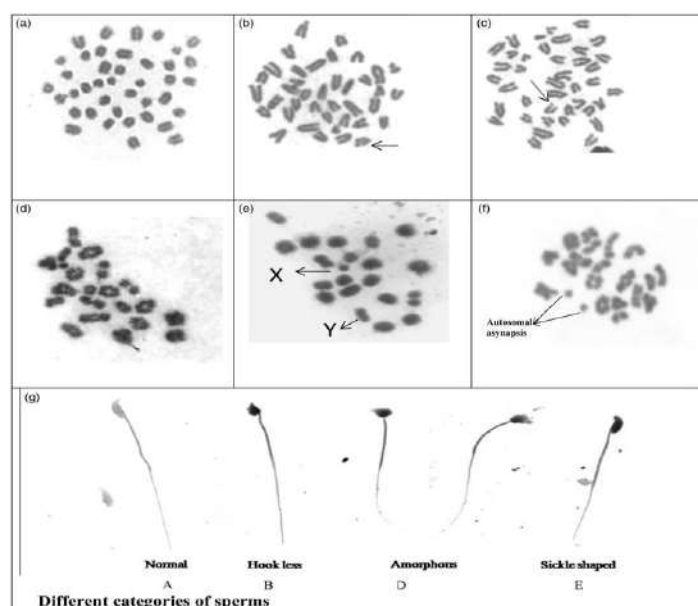 (a)
(b)
(c)
(d)
(e)
X
Y
(f)
Autosomal
asynapsis
(g)
Normal
Hook less
Amorphous
Sickle shaped
A
B
D
E
Different categories of sperms